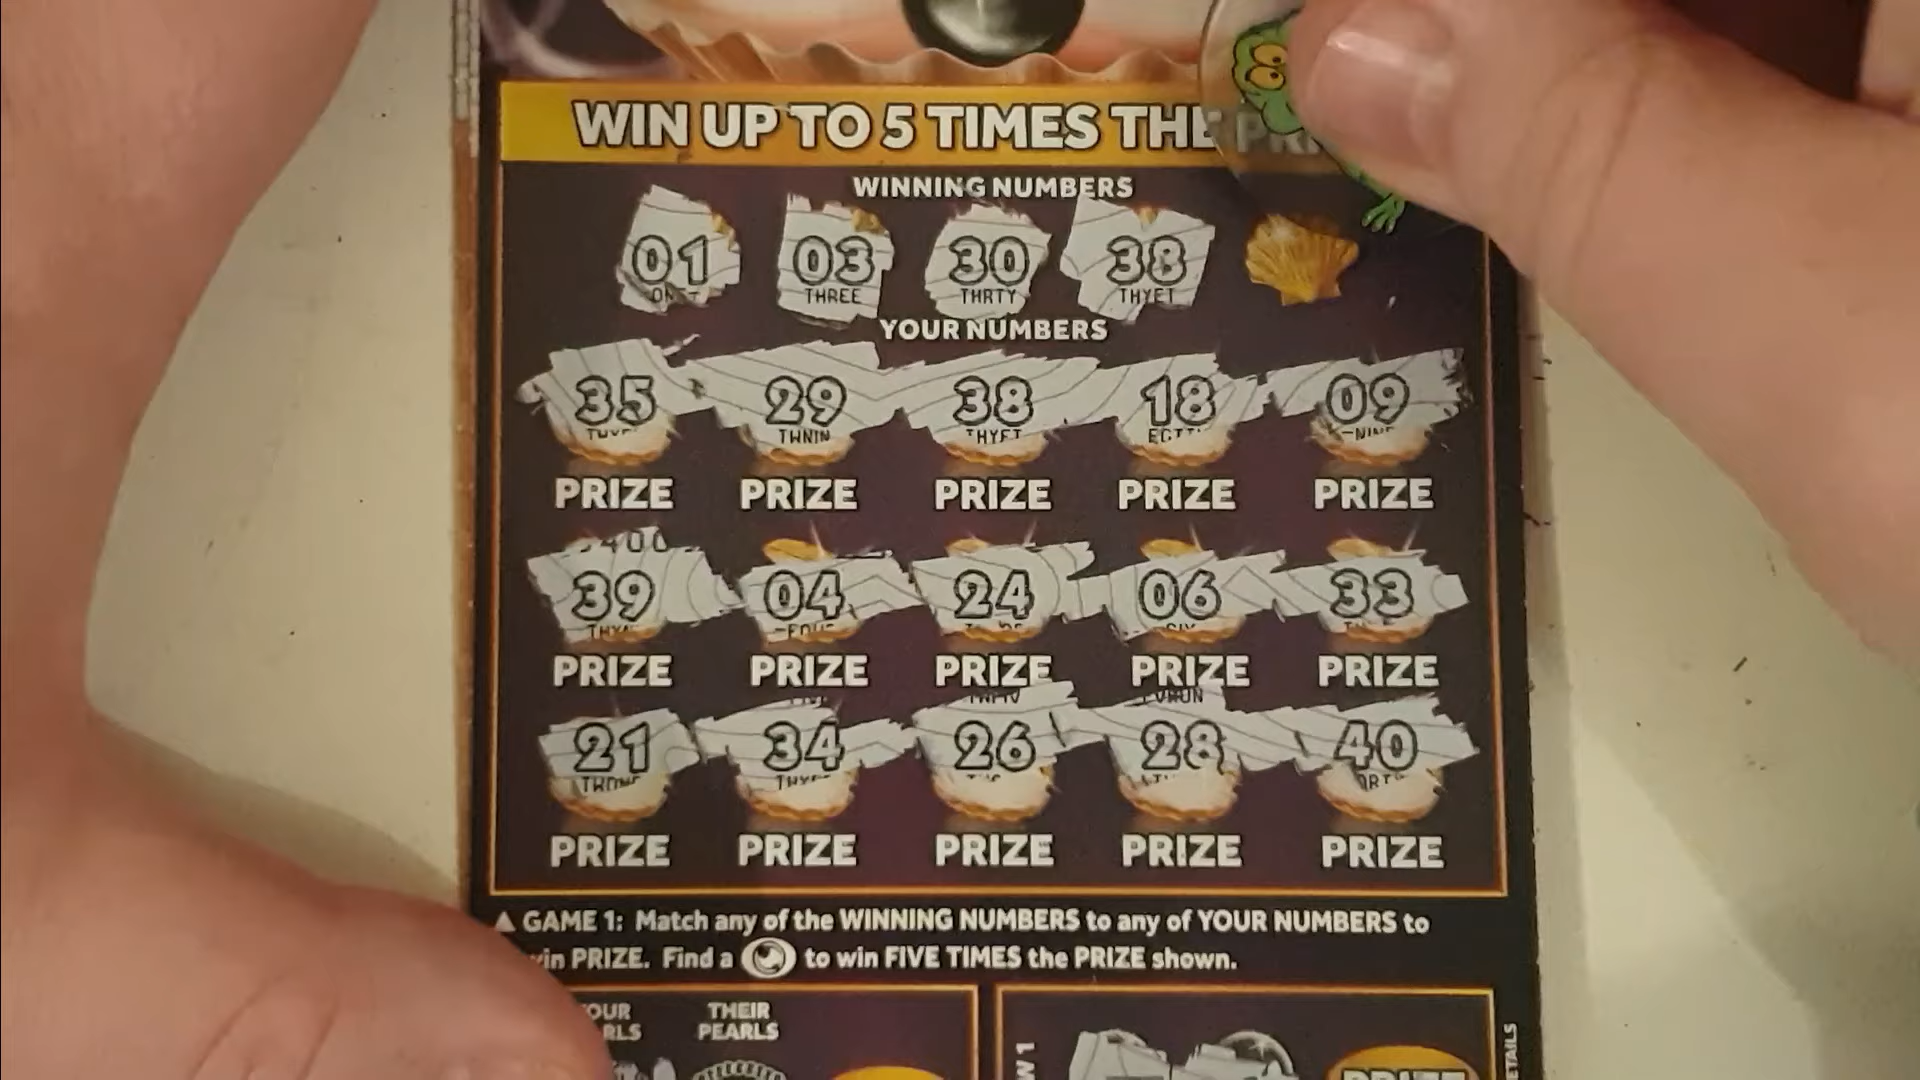 WIN UP TO 5 TIMES THE
WINNING NUMBERS
01 03 30 38
THREE THRTY THYET
YOUR NUMBERS
35 29 38 18 09
TWNIN THYET
PRIZE PRIZE PRIZE PRIZE PRIZE
39 04 24 06 33
PRIZE PRIZE PRIZE PRIZE PRIZE
21 34 26 28 40
PRIZE PRIZE PRIZE PRIZE PRIZE
▲ GAME 1: Match any of the WINNING NUMBERS to any of YOUR NUMBERS to
PRIZE. Find a to win FIVE TIMES the PRIZE shown.
THEIR
PEARLS